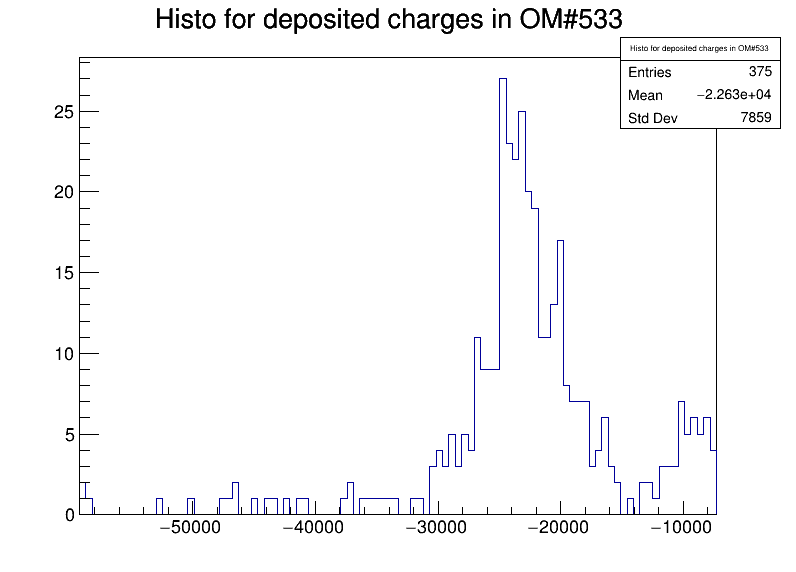 Histo for deposited charges in OM#533
Histo for deposited charges in OM#533
Entries 375
Mean −2.263e+04
Std Dev 7859
25
20
15
10
5
0
−50000 −40000 −30000 −20000 −10000